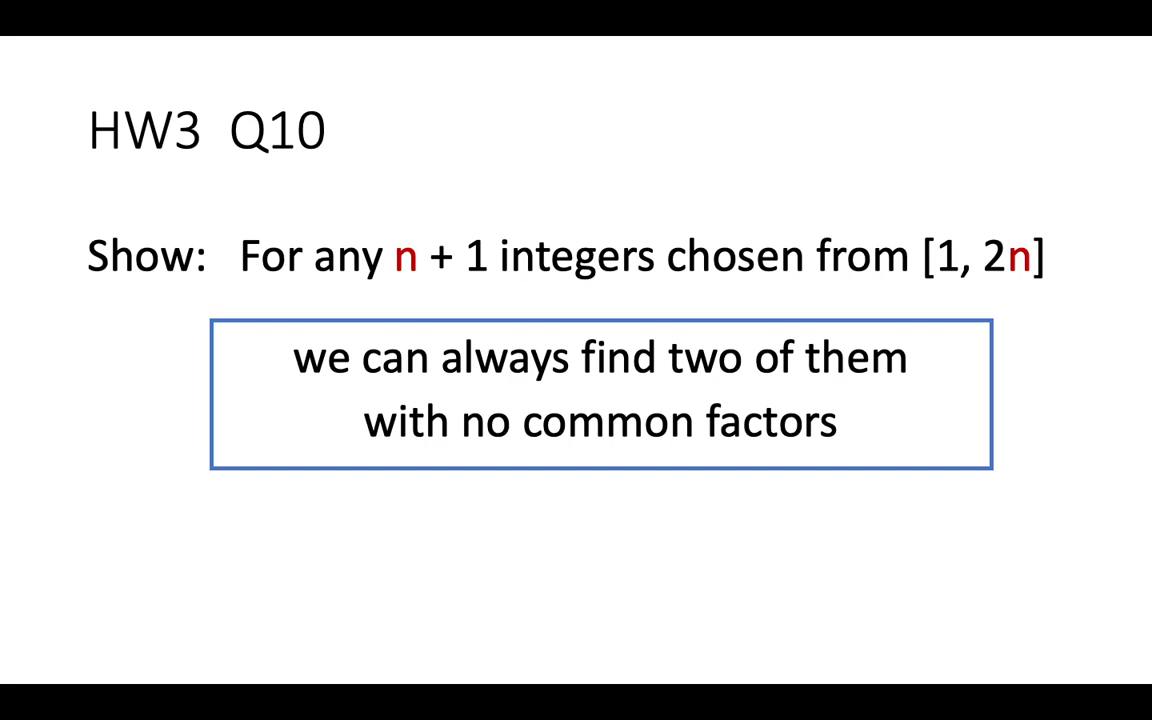 HW3 Q10
Show: For any n + 1 integers chosen from [1, 2n]
we can always find two of them
with no common factors